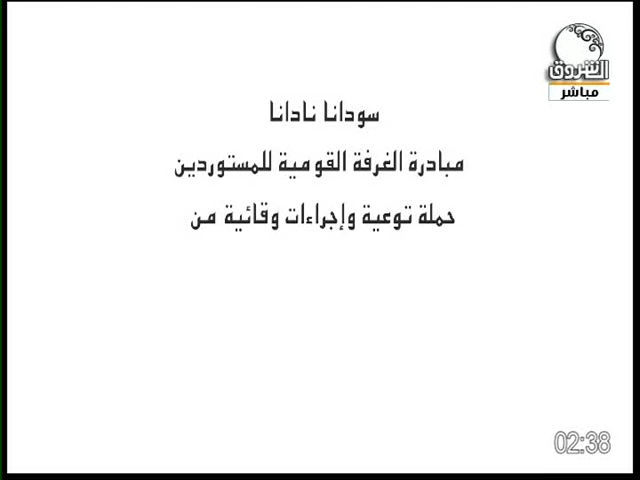 الشروق
مباشر
سودانا نادانا
مبادرة الغرفة القومية للمستوردين
حملة توعية وإجراءات وقائية من
02:38